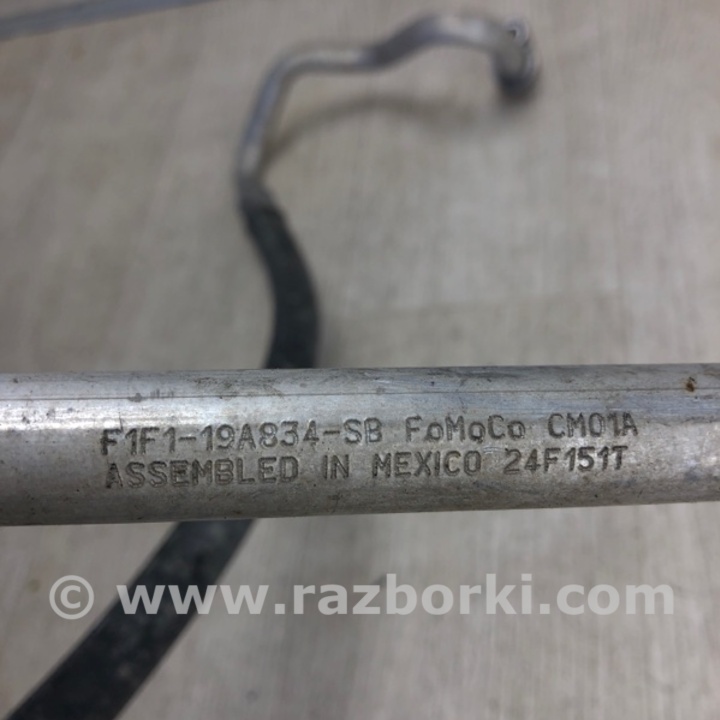 F1F1-19A834-SB FoMoCo CM01A
ASSEMBLED IN MEXICO 24F151T
© www.razborki.com